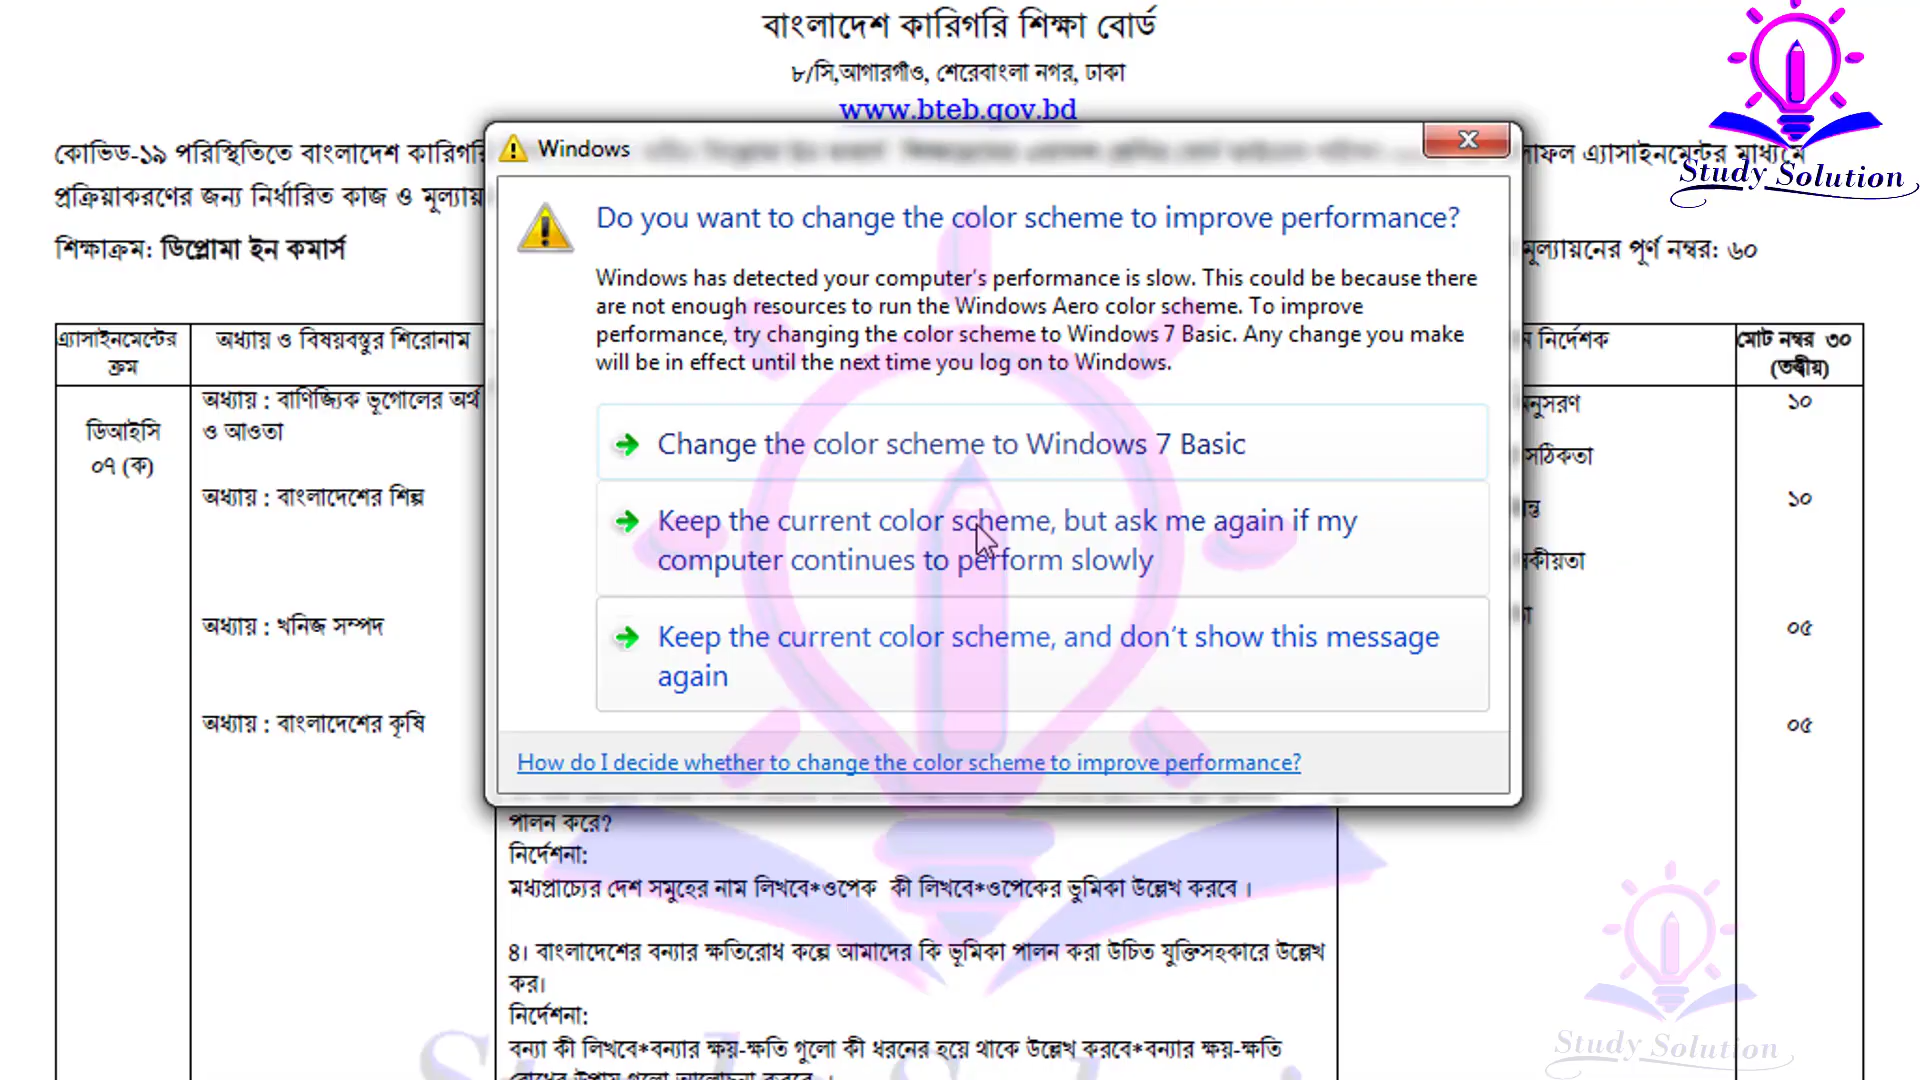 বাংলাদেশ কারিগরি শিক্ষা বোর্ড
৮/সি,আগারগাঁও, শেরেবাংলা নগর, ঢাকা
www.bteb.gov.bd
Study Solution
কোভিড-১৯ পরিস্থিতিতে বাংলাদেশ কারিগরি
এ্যাসাইনমেন্টের মাধ্যমে
প্রক্রিয়াকরণের জন্য নির্ধারিত কাজ ও
শিক্ষাক্রম: ডিপ্লোমা ইন কমার্স
মূল্যায়নের পূর্ণ নম্বর: ৬০
Windows
Do you want to change the color scheme to improve performance?
Windows has detected your computer's performance is slow. This could be because there
are not enough resources to run the Windows Aero color scheme. To improve
performance, try changing the color scheme to Windows 7 Basic. Any change you make
will be in effect until the next time you log on to Windows.
Change the color scheme to Windows 7 Basic
Keep the current color scheme, but ask me again if my
computer continues to perform slowly
Keep the current color scheme, and don't show this message
again
How do I decide whether to change the color scheme to improve performance?
এ্যাসাইনমেন্টের
ক্রম
অধ্যায় ও বিষয়বস্তুর শিরোনাম
নির্দেশক
মোট নম্বর ৩০
(তত্ত্বীয়)
ডিআইসি
০৭ (ক)
অধ্যায় : বাণিজ্যিক ভূগোলের অর্থ
ও আওতা
১০
অধ্যায় : বাংলাদেশের শিল্প
১০
অধ্যায় : খনিজ সম্পদ
০৫
অধ্যায় : বাংলাদেশের কৃষি
০৫
পালন করে?
নির্দেশনা:
মধ্যপ্রাচ্যের দেশ সমুহের নাম লিখবে*ওপেক কী লিখবে*ওপেকের ভুমিকা উল্লেখ করবে।
৪। বাংলাদেশের বন্যার ক্ষতিরোধ কল্পে আমাদের কি ভূমিকা পালন করা উচিত যুক্তিসহকারে উল্লেখ
কর।
নির্দেশনা:
বন্যা কী লিখবে*বন্যার ক্ষয়-ক্ষতি গুলো কী ধরনের হয়ে থাকে উল্লেখ করবে*বন্যার ক্ষয়-ক্ষতি
Study Solution